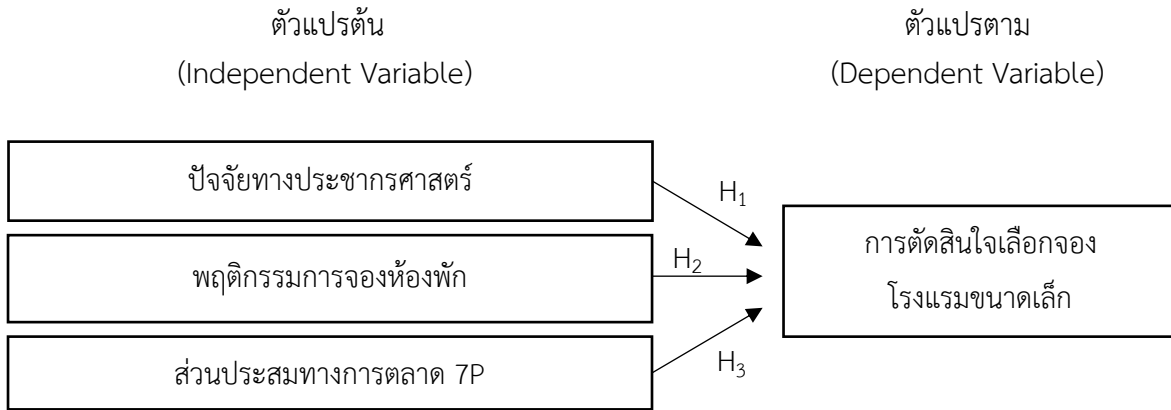 ตัวแปรต้น
(Independent Variable)
ตัวแปรตาม
(Dependent Variable)
ปัจจัยทางประชากรศาสตร์
H₁
พฤติกรรมการจองห้องพัก
H₂
ส่วนประสมทางการตลาด 7P
H₃
การตัดสินใจเลือกจอง
โรงแรมขนาดเล็ก